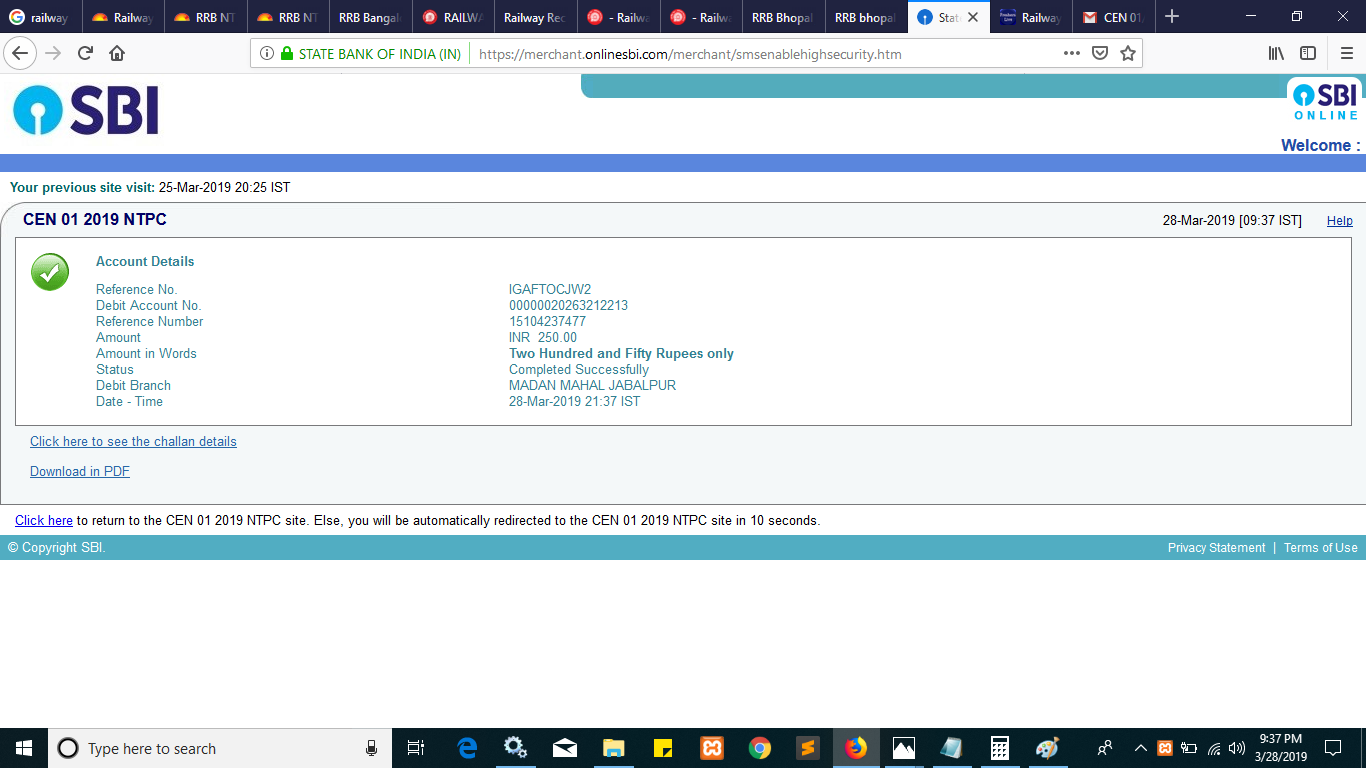 railway
Railway
RRB NT
RRB NT
RRB Bangal
RAILWA
Railway Rec
- Railwa
- Railwa
RRB Bhopal
RRB bhopal
Stat
Railway
CEN 01
STATE BANK OF INDIA (IN)
https://merchant.onlinesbi.com/merchant/smsenablehighsecurity.htm
SBI
SBI
ONLINE
Welcome :
Your previous site visit: 25-Mar-2019 20:25 IST
CEN 01 2019 NTPC
28-Mar-2019 [09:37 IST]
Help
Account Details
Reference No. IGAFTOCJW2
Debit Account No. 00000020263212213
Reference Number 15104237477
Amount INR 250.00
Amount in Words Two Hundred and Fifty Rupees only
Status Completed Successfully
Debit Branch MADAN MAHAL JABALPUR
Date - Time 28-Mar-2019 21:37 IST
Click here to see the challan details
Download in PDF
Click here to return to the CEN 01 2019 NTPC site. Else, you will be automatically redirected to the CEN 01 2019 NTPC site in 10 seconds.
© Copyright SBI.
Privacy Statement | Terms of Use
Type here to search
9:37 PM
3/28/2019